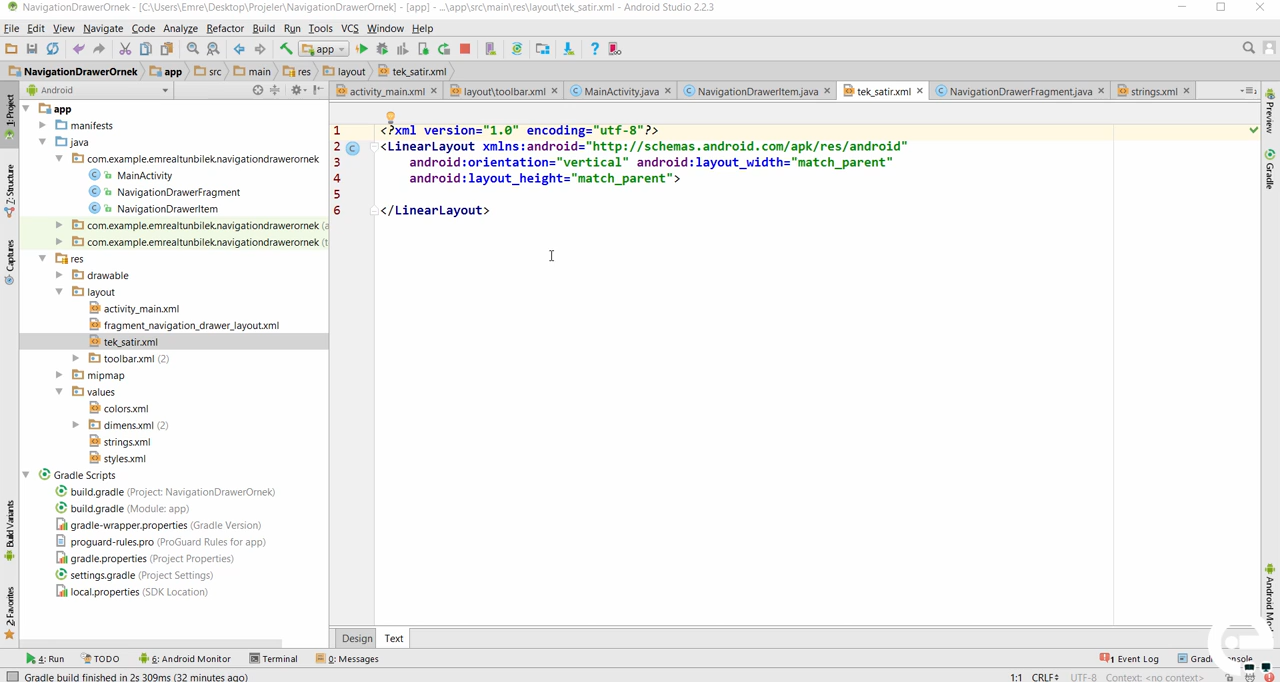 NavigationDrawerOrnek - [C:\Users\Emre\Desktop\Projeler\NavigationDrawerOrnek] - [app] - ...\app\src\main\res\layout\tek_satir.xml - Android Studio 2.2.3
File Edit View Navigate Code Analyze Refactor Build Run Tools VCS Window Help
app
NavigationDrawerOrnek app src main res layout tek_satir.xml
Android
activity_main.xml layout\toolbar.xml MainActivity.java NavigationDrawerItem.java tek_satir.xml NavigationDrawerFragment.java strings.xml
1: Project
Z: Structure
Captures
Build Variants
2: Favorites
app
manifests
java
com.example.emrealtunbilek.navigationdrawerornek
MainActivity
NavigationDrawerFragment
NavigationDrawerItem
com.example.emrealtunbilek.navigationdrawerornek (a
com.example.emrealtunbilek.navigationdrawerornek (t
res
drawable
layout
activity_main.xml
fragment_navigation_drawer_layout.xml
tek_satir.xml
toolbar.xml (2)
mipmap
values
colors.xml
dimens.xml (2)
strings.xml
styles.xml
Gradle Scripts
build.gradle (Project: NavigationDrawerOrnek)
build.gradle (Module: app)
gradle-wrapper.properties (Gradle Version)
proguard-rules.pro (ProGuard Rules for app)
gradle.properties (Project Properties)
settings.gradle (Project Settings)
local.properties (SDK Location)
1 <?xml version="1.0" encoding="utf-8"?>
2 <LinearLayout xmlns:android="http://schemas.android.com/apk/res/android"
3 android:orientation="vertical" android:layout_width="match_parent"
4 android:layout_height="match_parent">
5
6 </LinearLayout>
Preview
Gradle
Android Mo
Design Text
4: Run TODO 6: Android Monitor Terminal 0: Messages 1 Event Log
Gradle build finished in 2s 309ms (32 minutes ago) 1:1 CRLF UTF-8 Context: <no context>